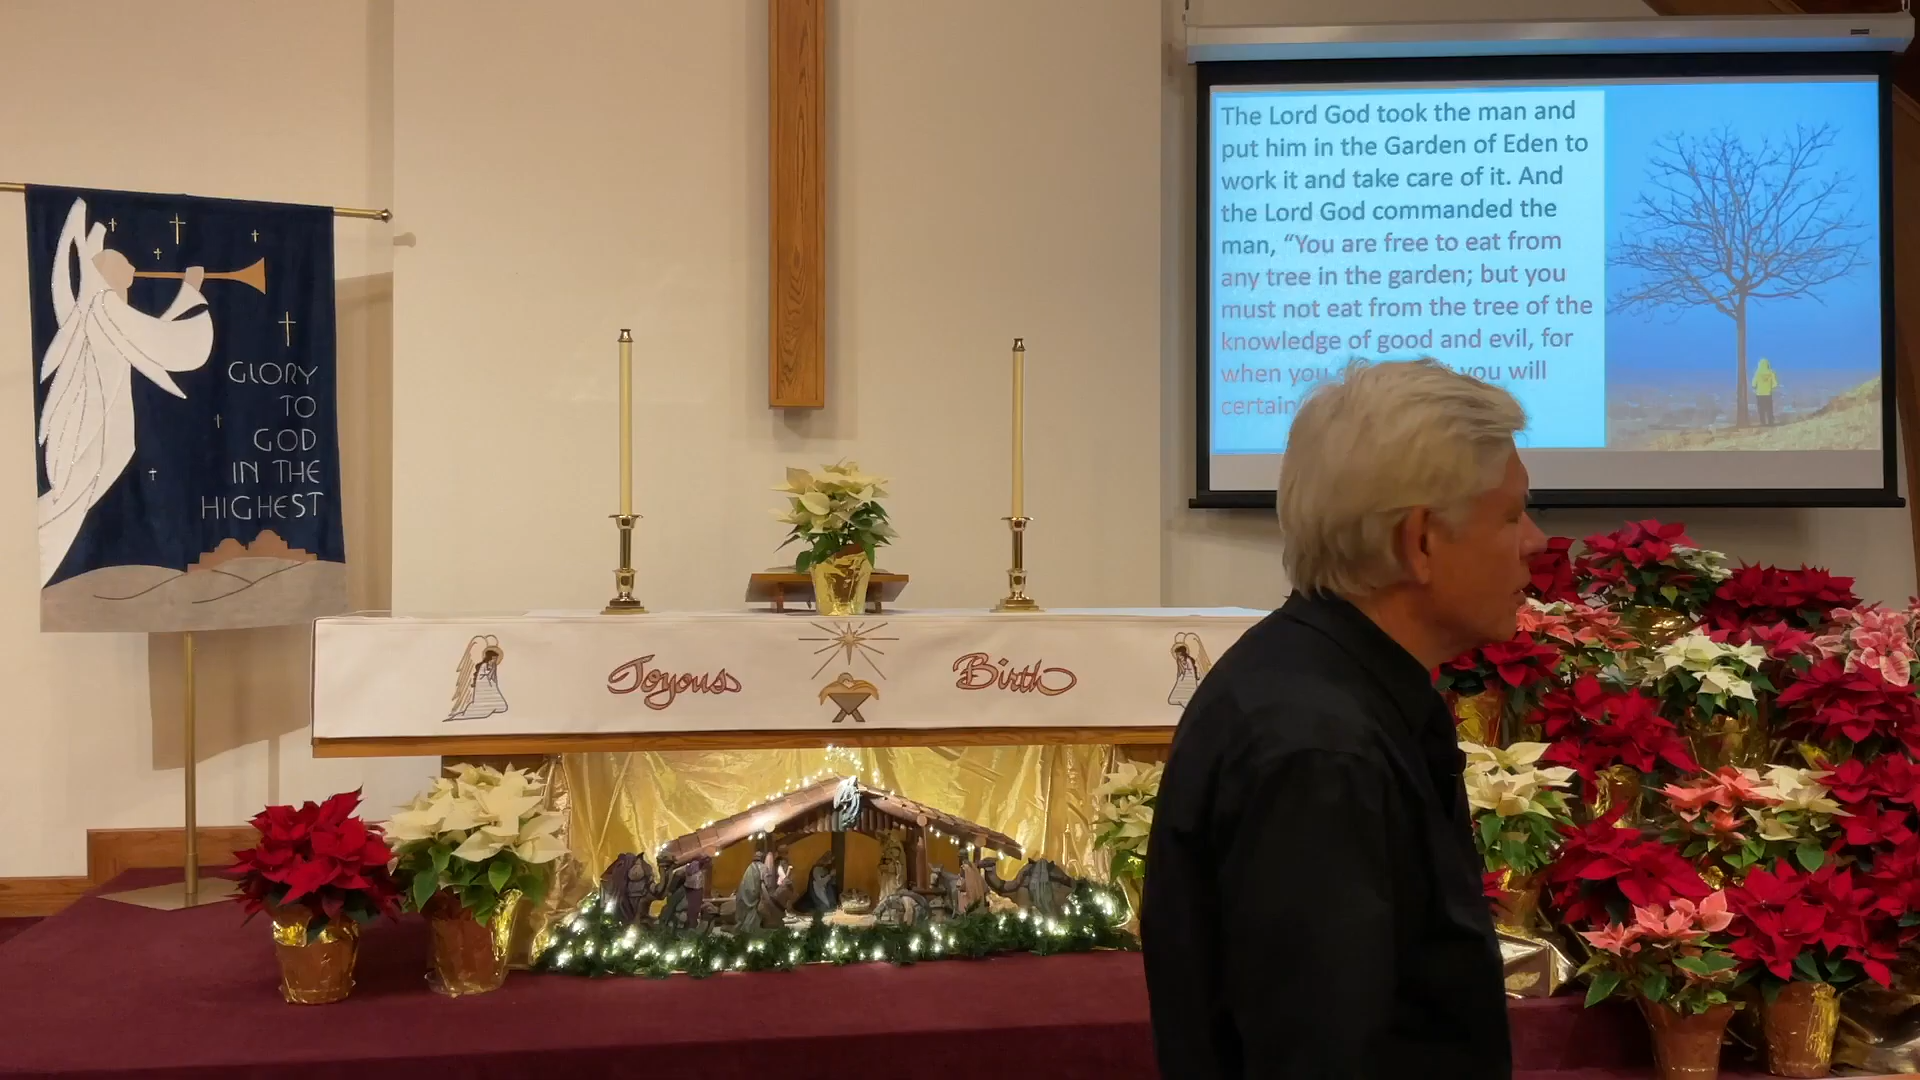 GLORY
TO
GOD
IN THE
HIGHEST
Joyous Birth
The Lord God took the man and
put him in the Garden of Eden to
work it and take care of it. And
the Lord God commanded the
man, “You are free to eat from
any tree in the garden; but you
must not eat from the tree of the
knowledge of good and evil, for
when you you will